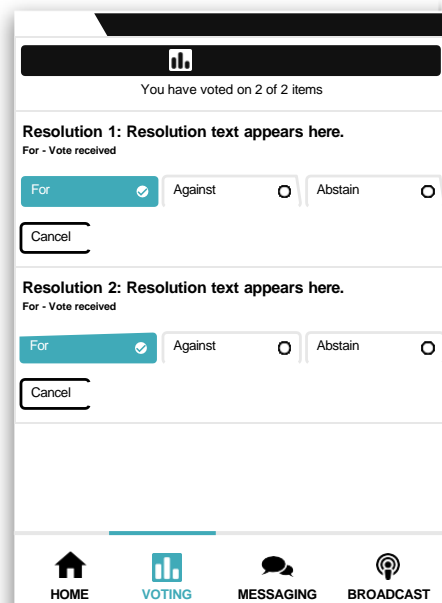 You have voted on 2 of 2 items
Resolution 1: Resolution text appears here.
For - Vote received
For Against Abstain
Cancel
Resolution 2: Resolution text appears here.
For - Vote received
For Against Abstain
Cancel
HOME VOTING MESSAGING BROADCAST